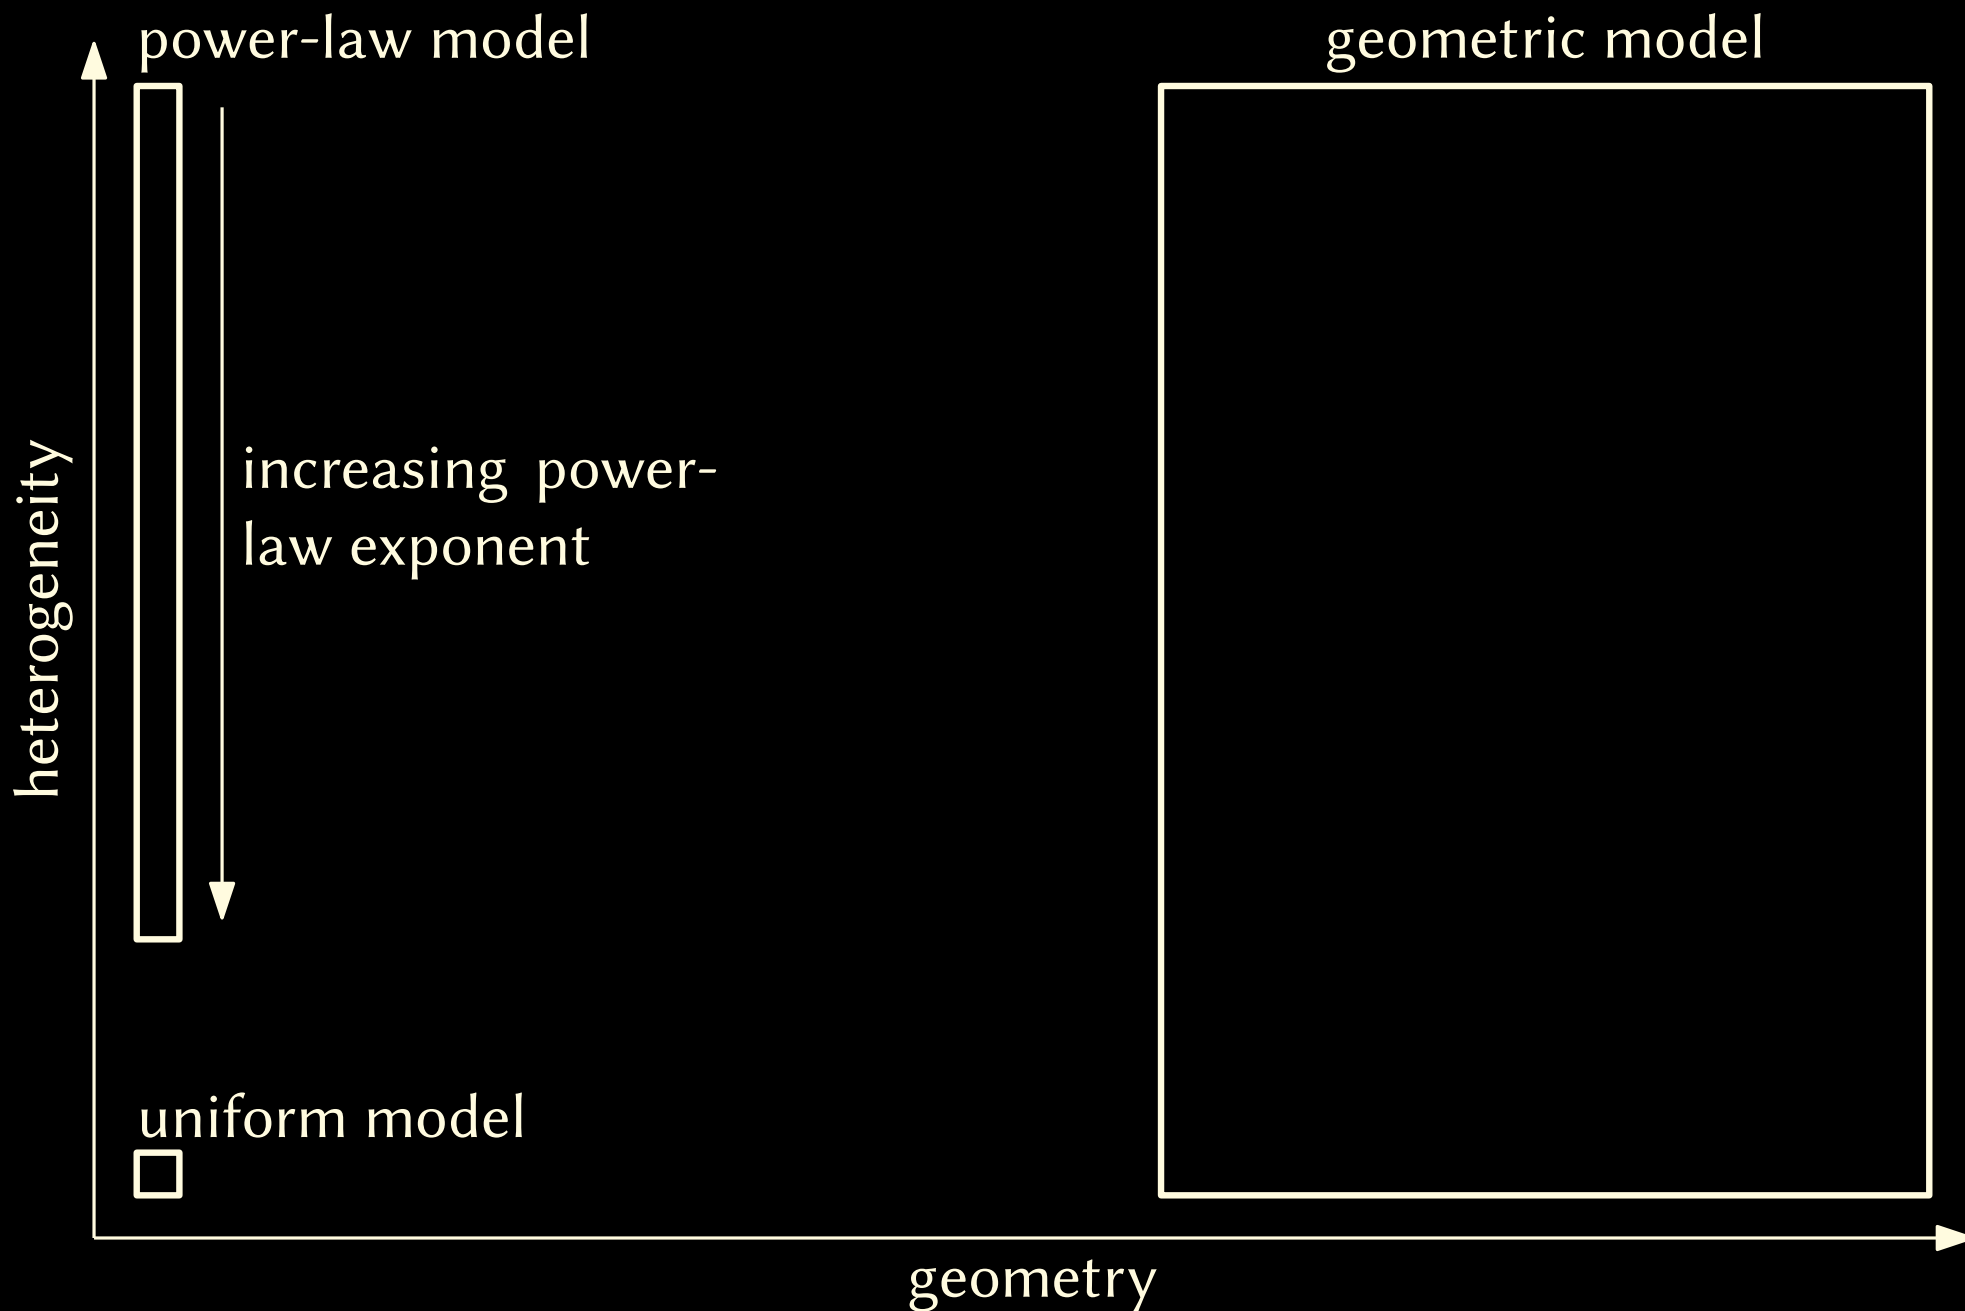 power-law model
geometric model
increasing power-
law exponent
heterogeneity
uniform model
geometry